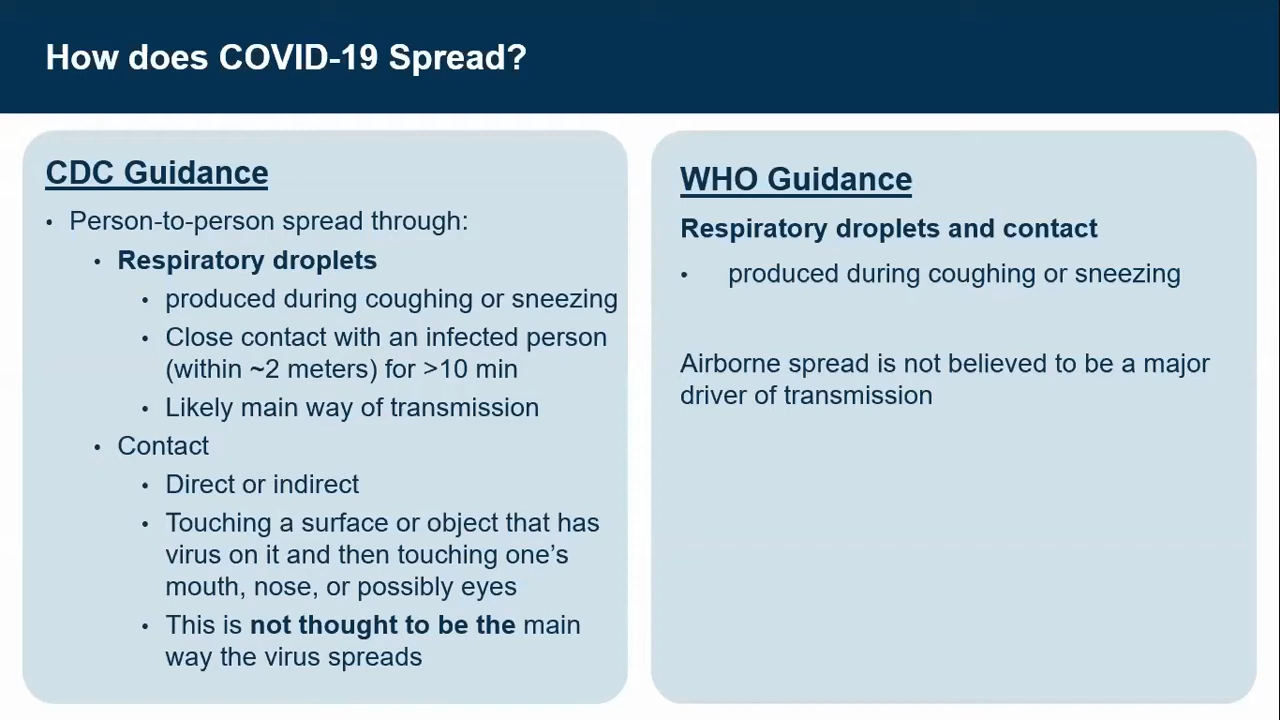 How does COVID-19 Spread?
CDC Guidance
• Person-to-person spread through:
• Respiratory droplets
• produced during coughing or sneezing
• Close contact with an infected person
(within ~2 meters) for >10 min
• Likely main way of transmission
• Contact
• Direct or indirect
• Touching a surface or object that has
virus on it and then touching one’s
mouth, nose, or possibly eyes
• This is not thought to be the main
way the virus spreads
WHO Guidance
Respiratory droplets and contact
• produced during coughing or sneezing
Airborne spread is not believed to be a major
driver of transmission